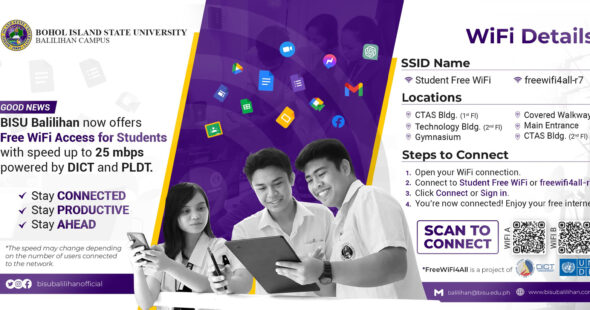 BOHOL ISLAND STATE UNIVERSITY
BALILIHAN CAMPUS
GOOD NEWS
BISU Balilihan now offers
Free WiFi Access for Students
with speed up to 25 mbps
powered by DICT and PLDT.
Stay CONNECTED
Stay PRODUCTIVE
Stay AHEAD
*The speed may change depending
on the number of users connected
to the network.
bisubalilihanofficial
WiFi Details
SSID Name
Student Free WiFi
freewifi4all-r7
Locations
CTAS Bldg. (1st Fl)
Technology Bldg. (2nd Fl)
Gymnasium
Covered Walkway
Main Entrance
CTAS Bldg. (2nd Fl)
Steps to Connect
1. Open your WiFi connection.
2. Connect to Student Free WiFi or freewifi4all-r
3. Click Connect or Sign in.
4. You're now connected! Enjoy your free interne
SCAN TO
CONNECT
WIFI A
WIFI B
*FreeWiFi4All is a project of
DICT
U N
D P
balilihan@bisu.edu.ph
www.bisubalilihan.com